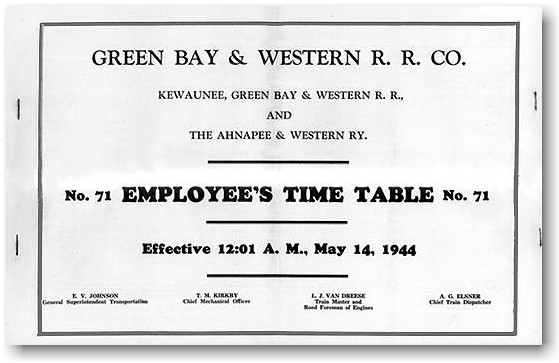 GREEN BAY & WESTERN R. R. CO.
KEWAUNEE, GREEN BAY & WESTERN R. R.,
AND
THE AHNAPEE & WESTERN RY.
No. 71 EMPLOYEE'S TIME TABLE No. 71
Effective 12:01 A. M., May 14, 1944
E. V. JOHNSON
General Superintendent Transportation
T. M. KIRKBY
Chief Mechanical Officer
L. J. VAN DREESE
Train Master and
Road Foreman of Engines
A. G. ELSNER
Chief Train Dispatcher